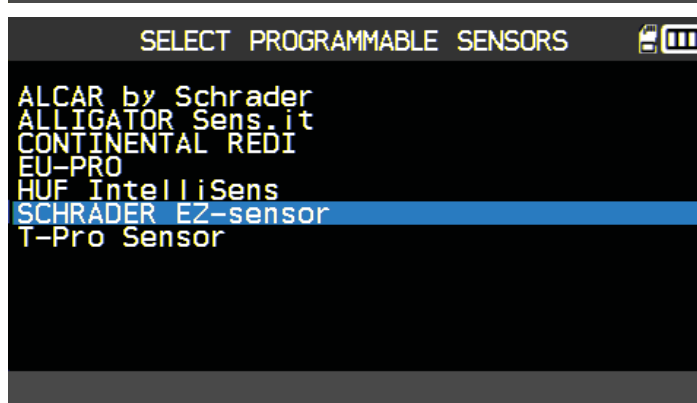 SELECT PROGRAMMABLE SENSORS
ALCAR by Schrader
ALLIGATOR Sens.it
CONTINENTAL REDI
EU-PRO
HUF IntelliSens
SCHRADER EZ-sensor
T-Pro Sensor